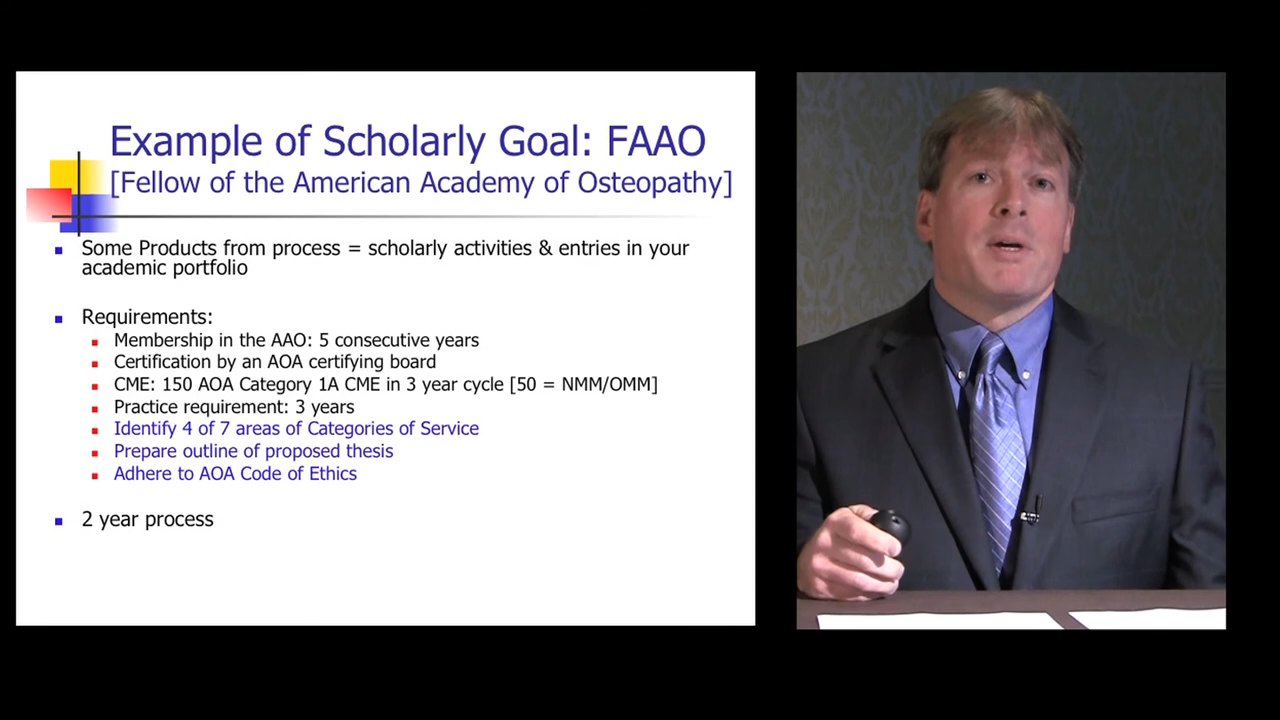 Example of Scholarly Goal: FAAO
[Fellow of the American Academy of Osteopathy]
Some Products from process = scholarly activities & entries in your
academic portfolio
Requirements:
Membership in the AAO: 5 consecutive years
Certification by an AOA certifying board
CME: 150 AOA Category 1A CME in 3 year cycle [50 = NMM/OMM]
Practice requirement: 3 years
Identify 4 of 7 areas of Categories of Service
Prepare outline of proposed thesis
Adhere to AOA Code of Ethics
2 year process